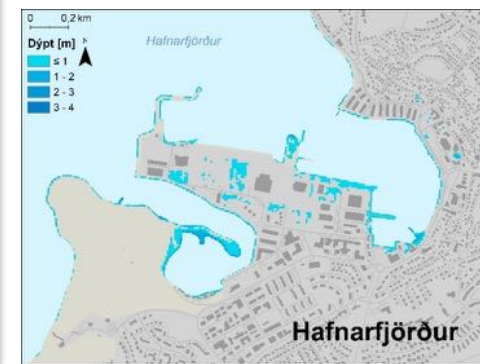 0 0,2 km
Hafnarfjörður
Dýpt [m]
N
≤ 1
1 - 2
2 - 3
3 - 4
Hafnarfjörður